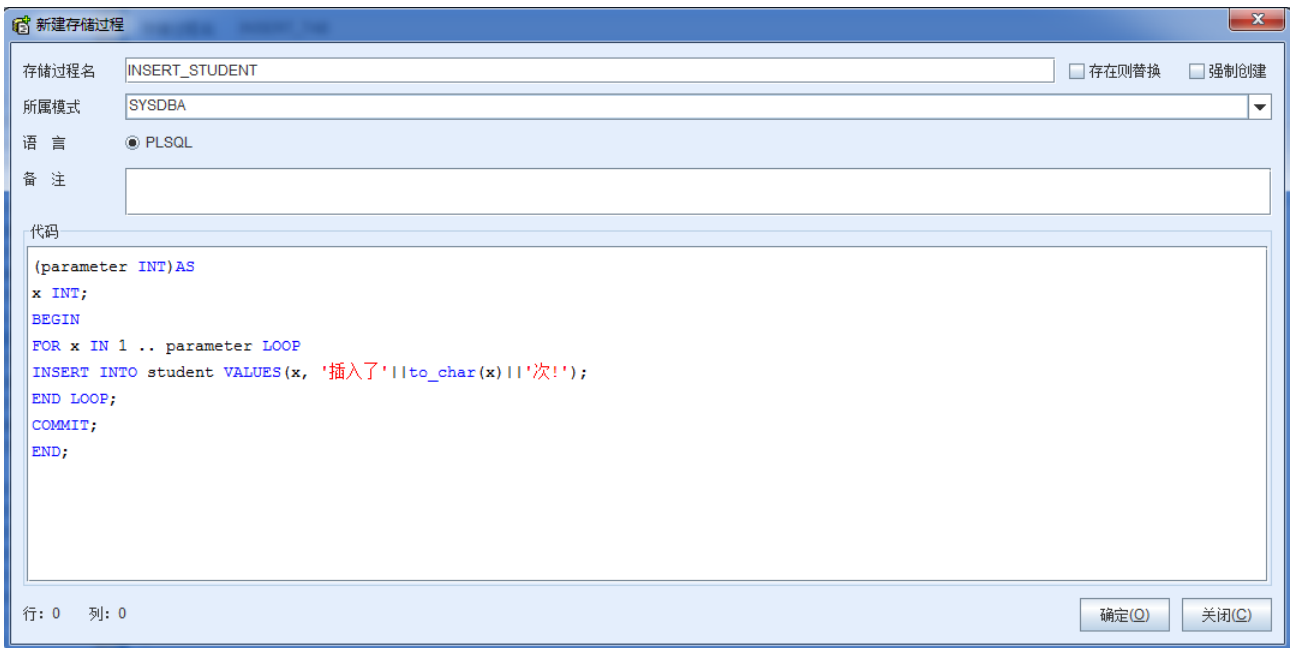 新建存储过程
存储过程名 INSERT_STUDENT 存在则替换 强制创建
所属模式 SYSDBA
语 言 PLSQL
备 注
代码
(parameter INT)AS
x INT;
BEGIN
FOR x IN 1 .. parameter LOOP
INSERT INTO student VALUES(x, '插入了'||to_char(x)||'次!');
END LOOP;
COMMIT;
END;
行: 0 列: 0 确定(O) 关闭(C)